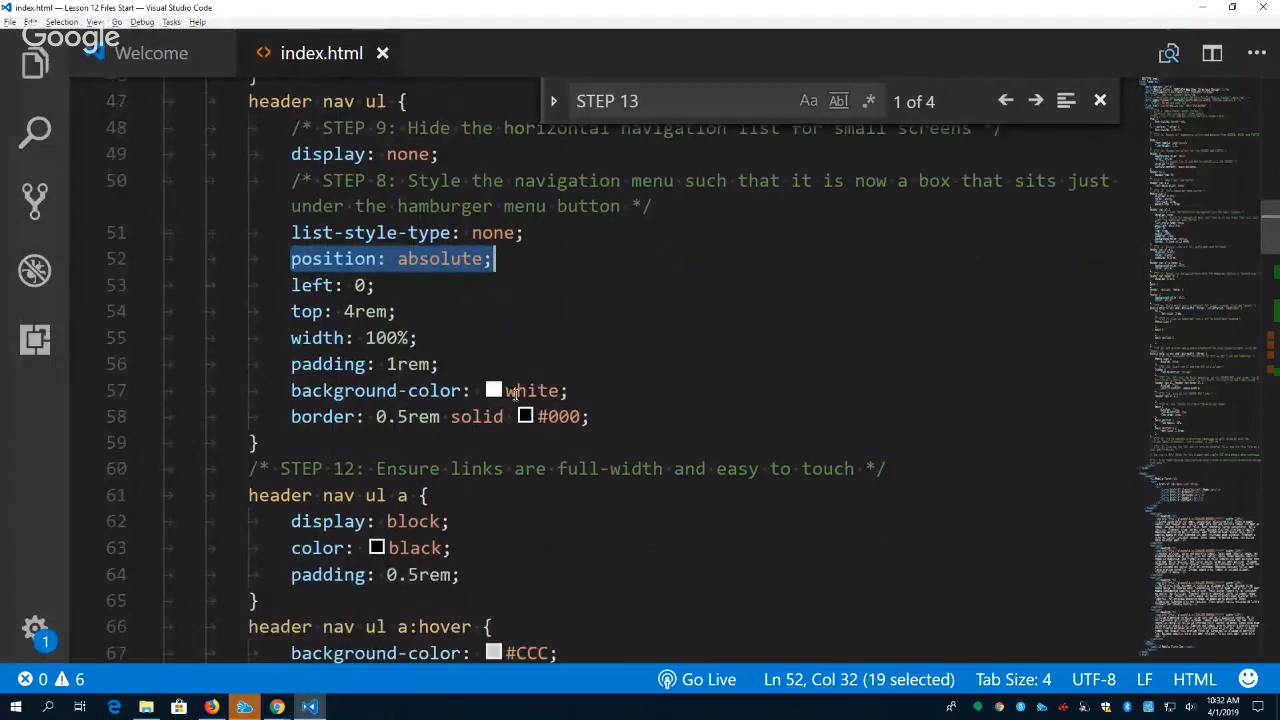 index.html — Lesson 12 Files Start — Visual Studio Code
File Edit Selection View Go Debug Tasks Help
Google
Welcome
index.html
STEP 13
Aa Abl .* 1 of 4
47 header nav ul {
48 /* STEP 9: Hide the horizontal navigation list for small screens */
49 display: none;
50 /* STEP 8: Style the navigation menu such that it is now a box that sits just
under the hamburger menu button */
51 list-style-type: none;
52 position: absolute;
53 left: 0;
54 top: 4rem;
55 width: 100%;
56 padding: 1rem;
57 background-color: white;
58 border: 0.5rem solid #000;
59 }
60 /* STEP 12: Ensure links are full-width and easy to touch */
61 header nav ul a {
62 display: block;
63 color: black;
64 padding: 0.5rem;
65 }
66 header nav ul a:hover {
67 background-color: #CCC;
1
0 6 Go Live Ln 52, Col 32 (19 selected) Tab Size: 4 UTF-8 LF HTML
10:32 AM
4/1/2019